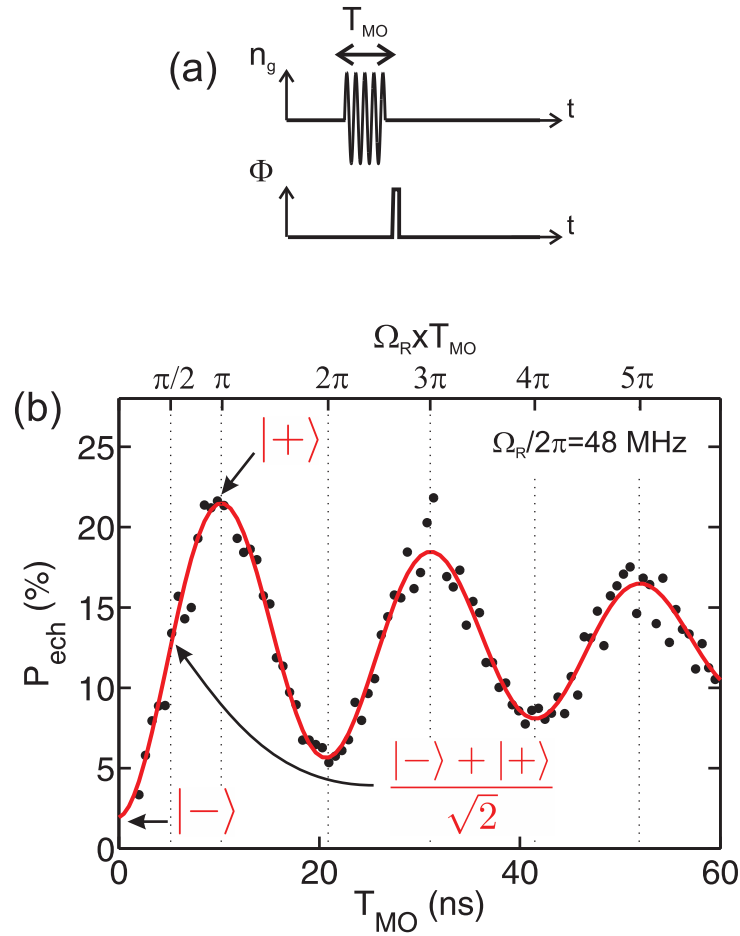 T_MO
(a)
n_g
t
Φ
t
Ω_R x T_MO
π/2 π 2π 3π 4π 5π
(b)
|+⟩
Ω_R/2π=48 MHz
25
20
15
10
5
0
P_ech (%)
|−⟩ + |+⟩
√2
|−⟩
0 20 40 60
T_MO (ns)